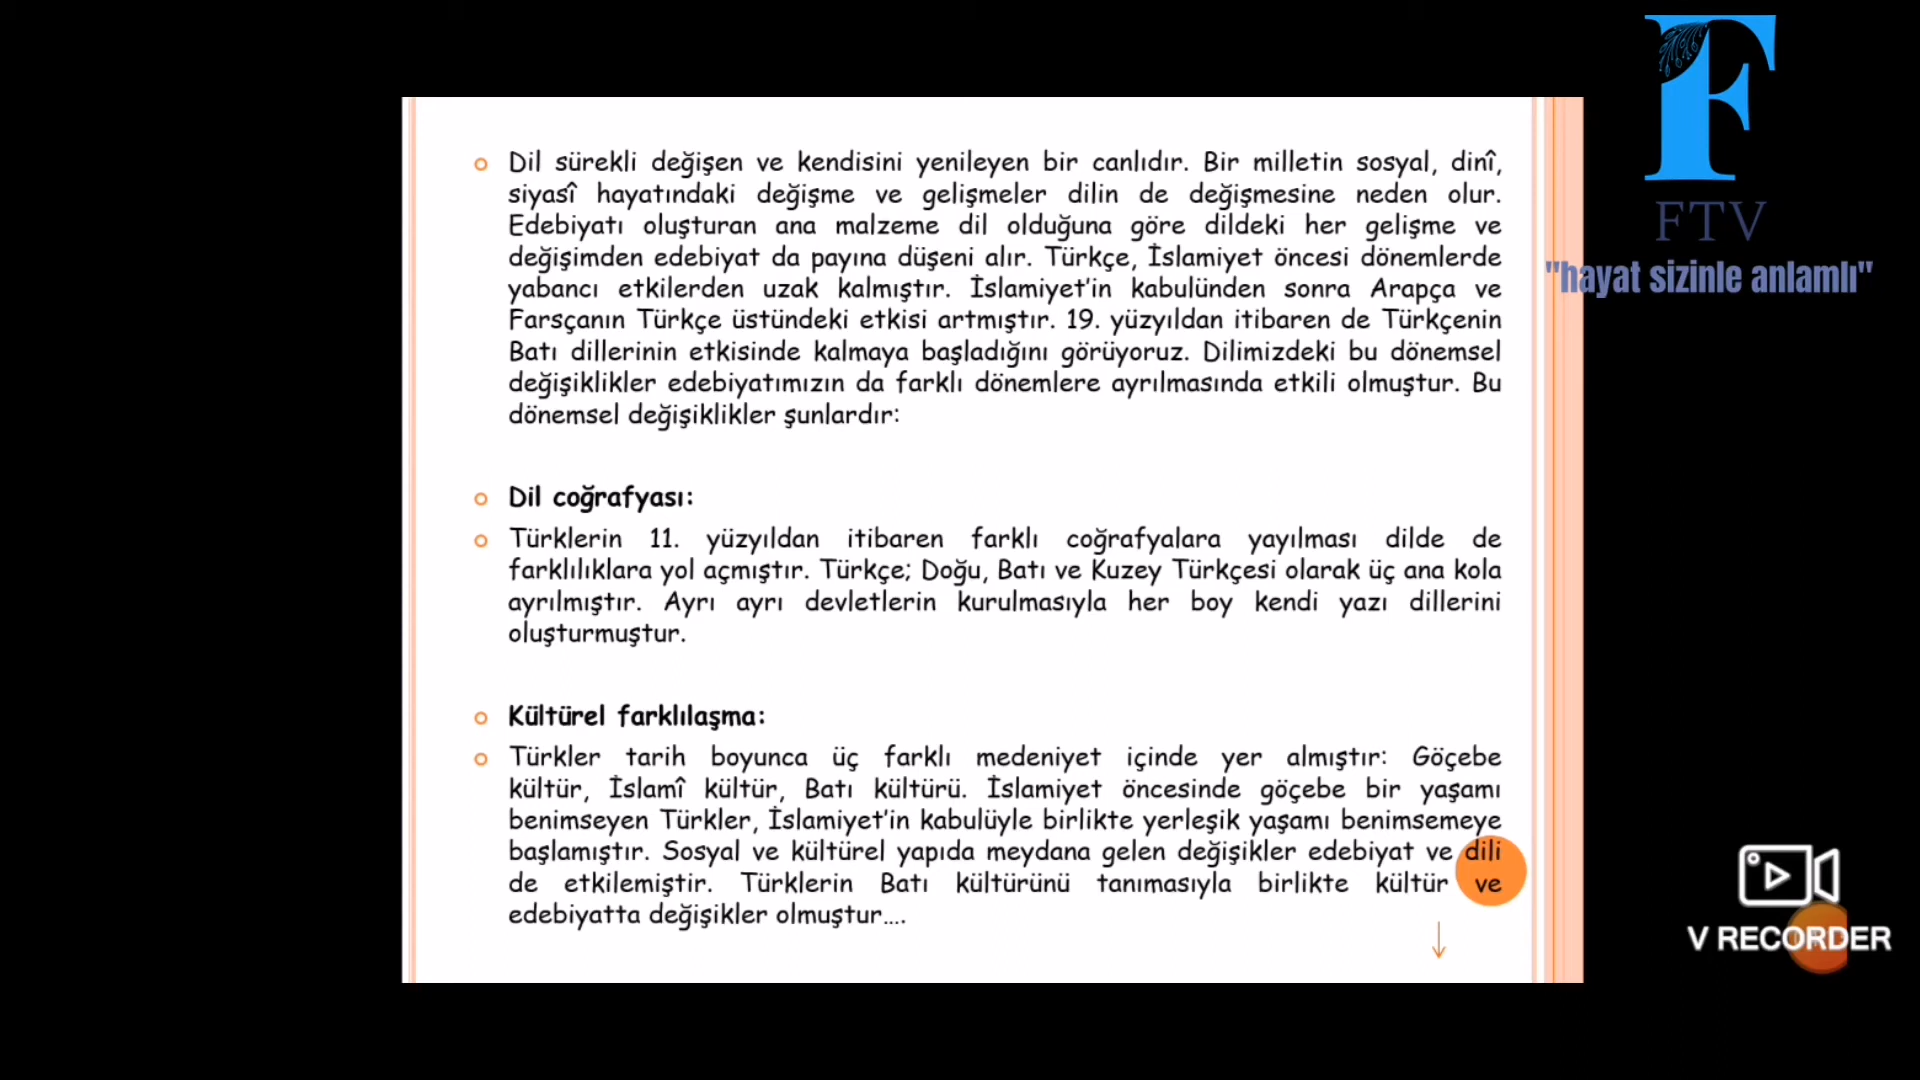 Dil sürekli değişen ve kendisini yenileyen bir canlıdır. Bir milletin sosyal, dinî,
siyasî hayatındaki değişme ve gelişmeler dilin de değişmesine neden olur.
Edebiyatı oluşturan ana malzeme dil olduğuna göre dildeki her gelişme ve
değişimden edebiyat da payına düşeni alır. Türkçe, İslamiyet öncesi dönemlerde
yabancı etkilerden uzak kalmıştır. İslamiyet'in kabulünden sonra Arapça ve
Farsçanın Türkçe üstündeki etkisi artmıştır. 19. yüzyıldan itibaren de Türkçenin
Batı dillerinin etkisinde kalmaya başladığını görüyoruz. Dilimizdeki bu dönemsel
değişiklikler edebiyatımızın da farklı dönemlere ayrılmasında etkili olmuştur. Bu
dönemsel değişiklikler şunlardır:
Dil coğrafyası:
Türklerin 11. yüzyıldan itibaren farklı coğrafyalara yayılması dilde de
farklılıklara yol açmıştır. Türkçe; Doğu, Batı ve Kuzey Türkçesi olarak üç ana kola
ayrılmıştır. Ayrı ayrı devletlerin kurulmasıyla her boy kendi yazı dillerini
oluşturmuştur.
Kültürel farklılaşma:
Türkler tarih boyunca üç farklı medeniyet içinde yer almıştır: Göçebe
kültür, İslamî kültür, Batı kültürü. İslamiyet öncesinde göçebe bir yaşamı
benimseyen Türkler, İslamiyet'in kabulüyle birlikte yerleşik yaşamı benimsemeye
başlamıştır. Sosyal ve kültürel yapıda meydana gelen değişikler edebiyat ve dili
de etkilemiştir. Türklerin Batı kültürünü tanımasıyla birlikte kültür ve
edebiyatta değişikler olmuştur….
F
FTV
"hayat sizinle anlamlı"
V RECORDER